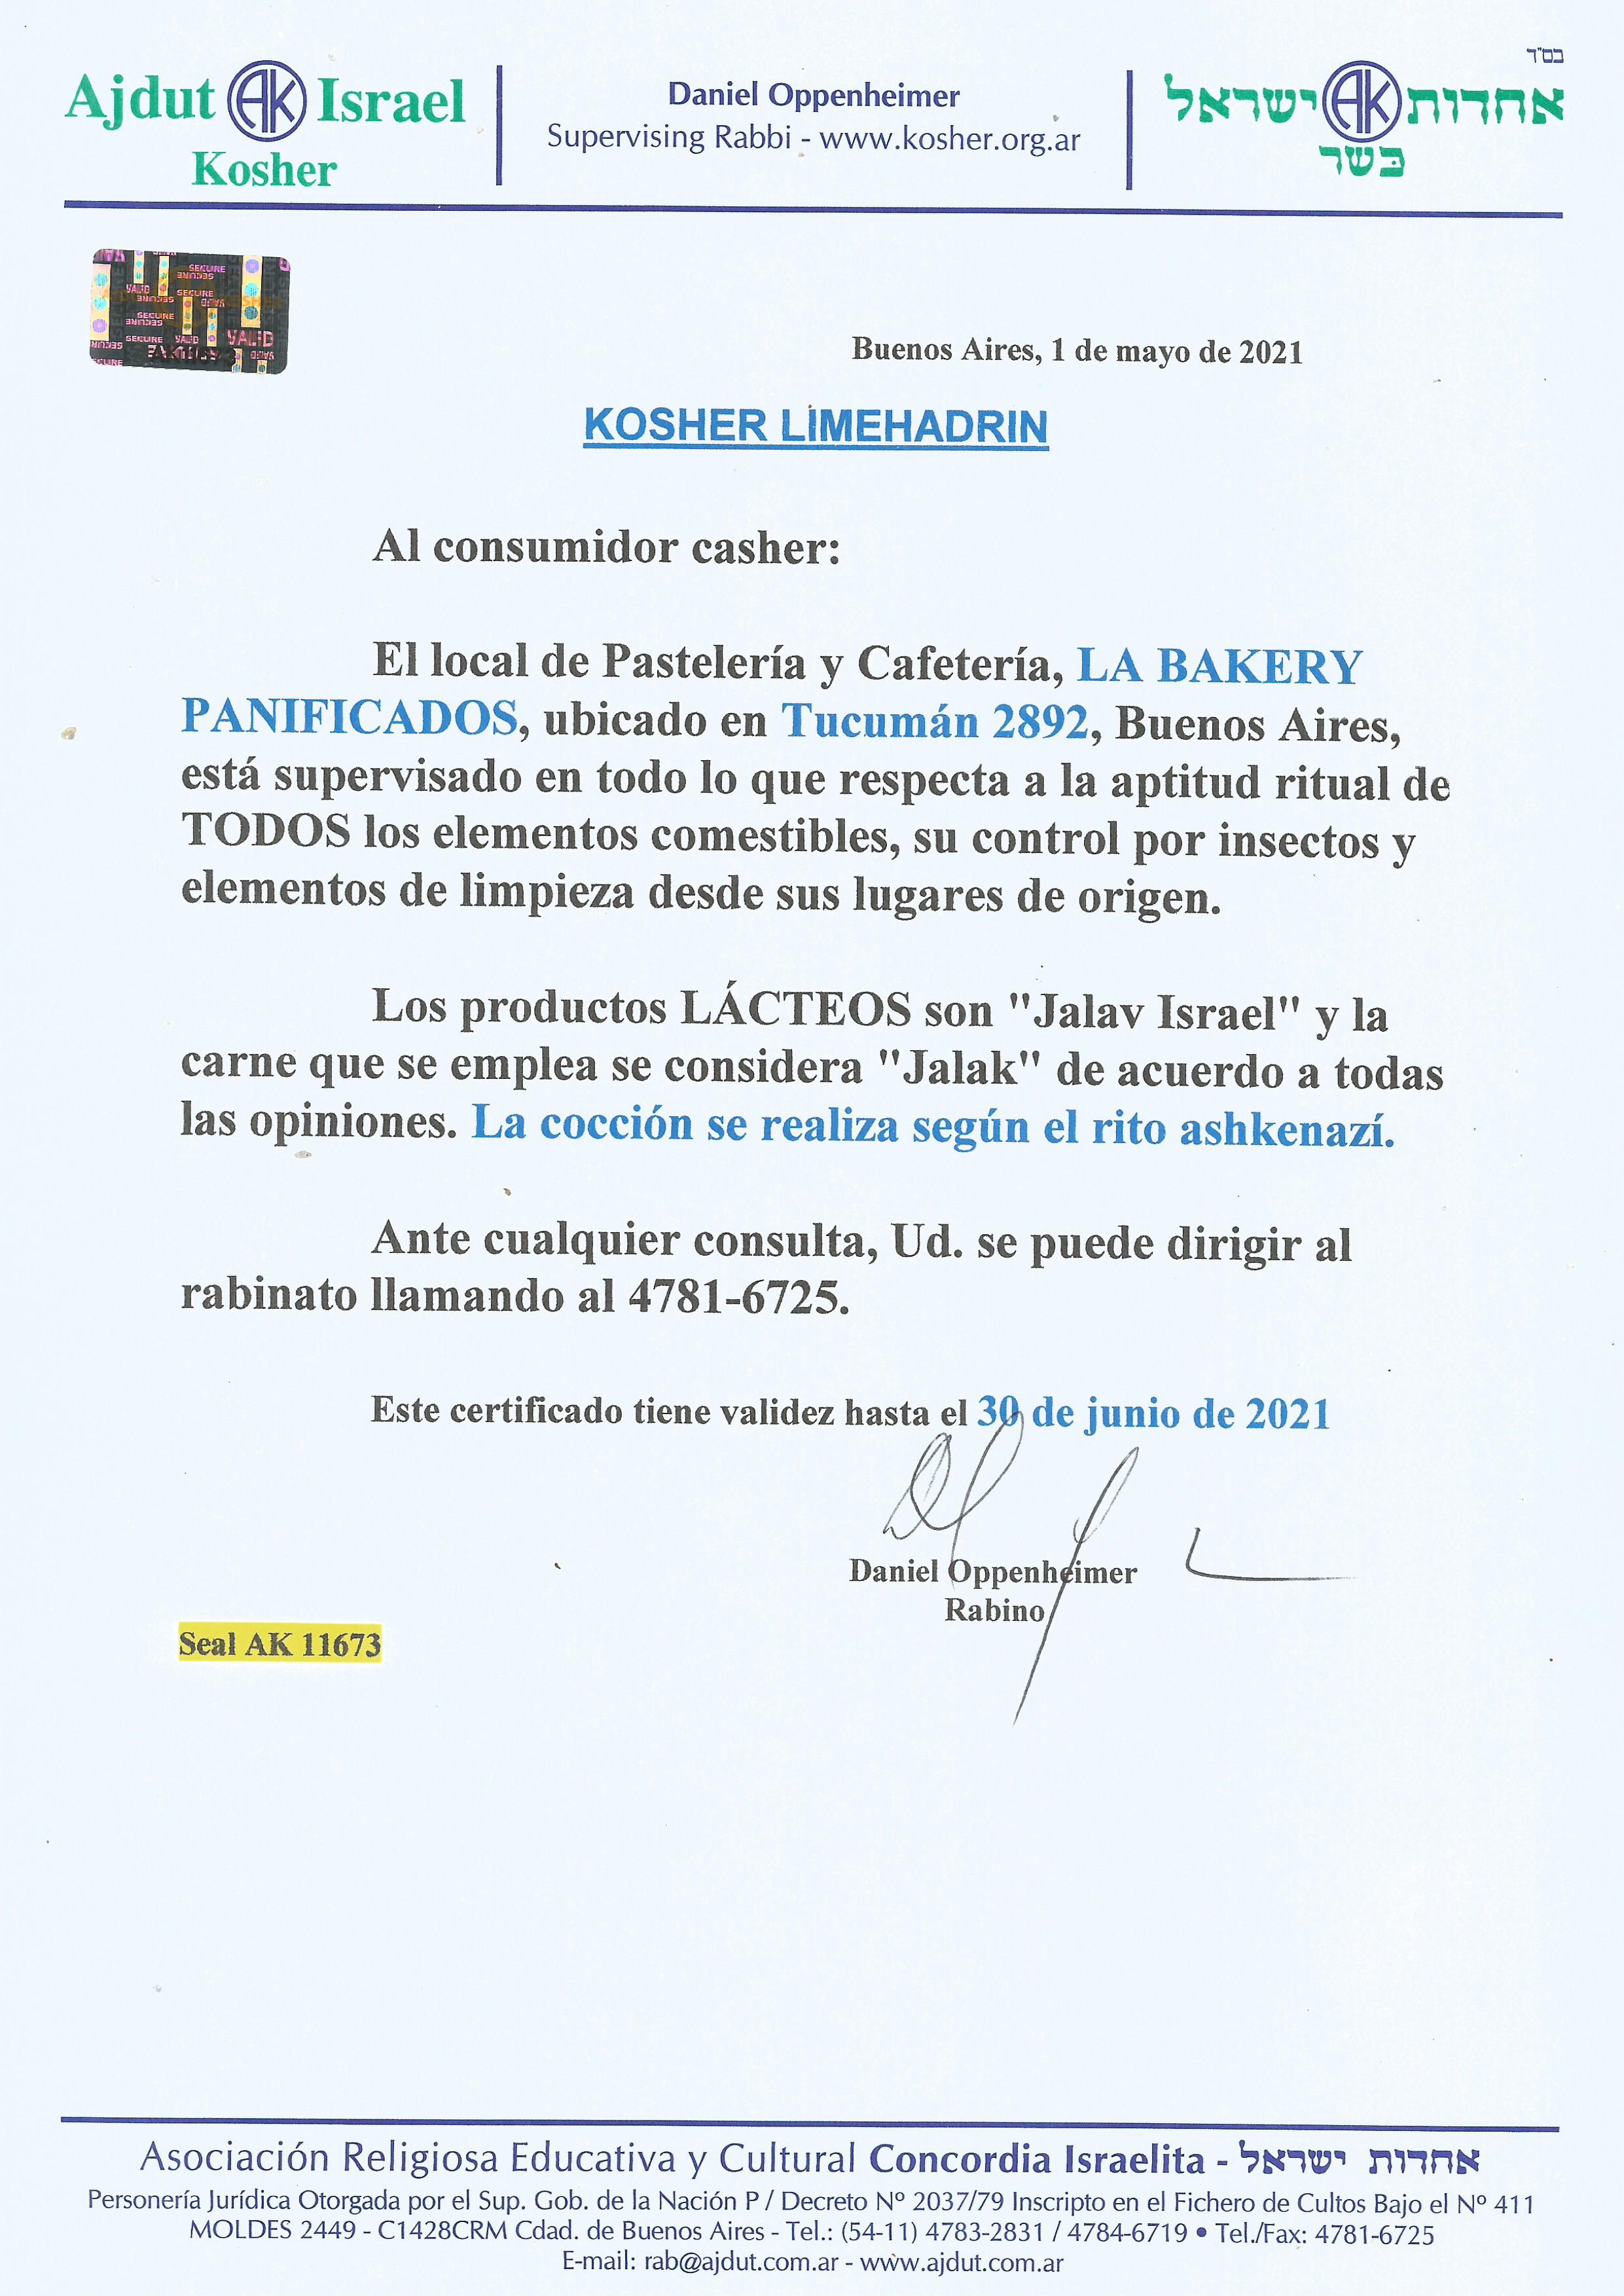 בס"ד
Ajdut AK Israel
Kosher
Daniel Oppenheimer
Supervising Rabbi - www.kosher.org.ar
אחדות AK ישראל
כשר
SECURE
VALID
Buenos Aires, 1 de mayo de 2021
KOSHER LIMEHADRIN
Al consumidor casher:
El local de Pastelería y Cafetería, LA BAKERY
PANIFICADOS, ubicado en Tucumán 2892, Buenos Aires,
está supervisado en todo lo que respecta a la aptitud ritual de
TODOS los elementos comestibles, su control por insectos y
elementos de limpieza desde sus lugares de origen.
Los productos LÁCTEOS son "Jalav Israel" y la
carne que se emplea se considera "Jalak" de acuerdo a todas
las opiniones. La cocción se realiza según el rito ashkenazí.
Ante cualquier consulta, Ud. se puede dirigir al
rabinato llamando al 4781-6725.
Este certificado tiene validez hasta el 30 de junio de 2021
Daniel Oppenheimer
Rabino
Seal AK 11673
Asociación Religiosa Educativa y Cultural Concordia Israelita - אחדות ישראל
Personería Jurídica Otorgada por el Sup. Gob. de la Nación P / Decreto Nº 2037/79 Inscripto en el Fichero de Cultos Bajo el Nº 411
MOLDES 2449 - C1428CRM Cdad. de Buenos Aires - Tel.: (54-11) 4783-2831 / 4784-6719 • Tel./Fax: 4781-6725
E-mail: rab@ajdut.com.ar - www.ajdut.com.ar